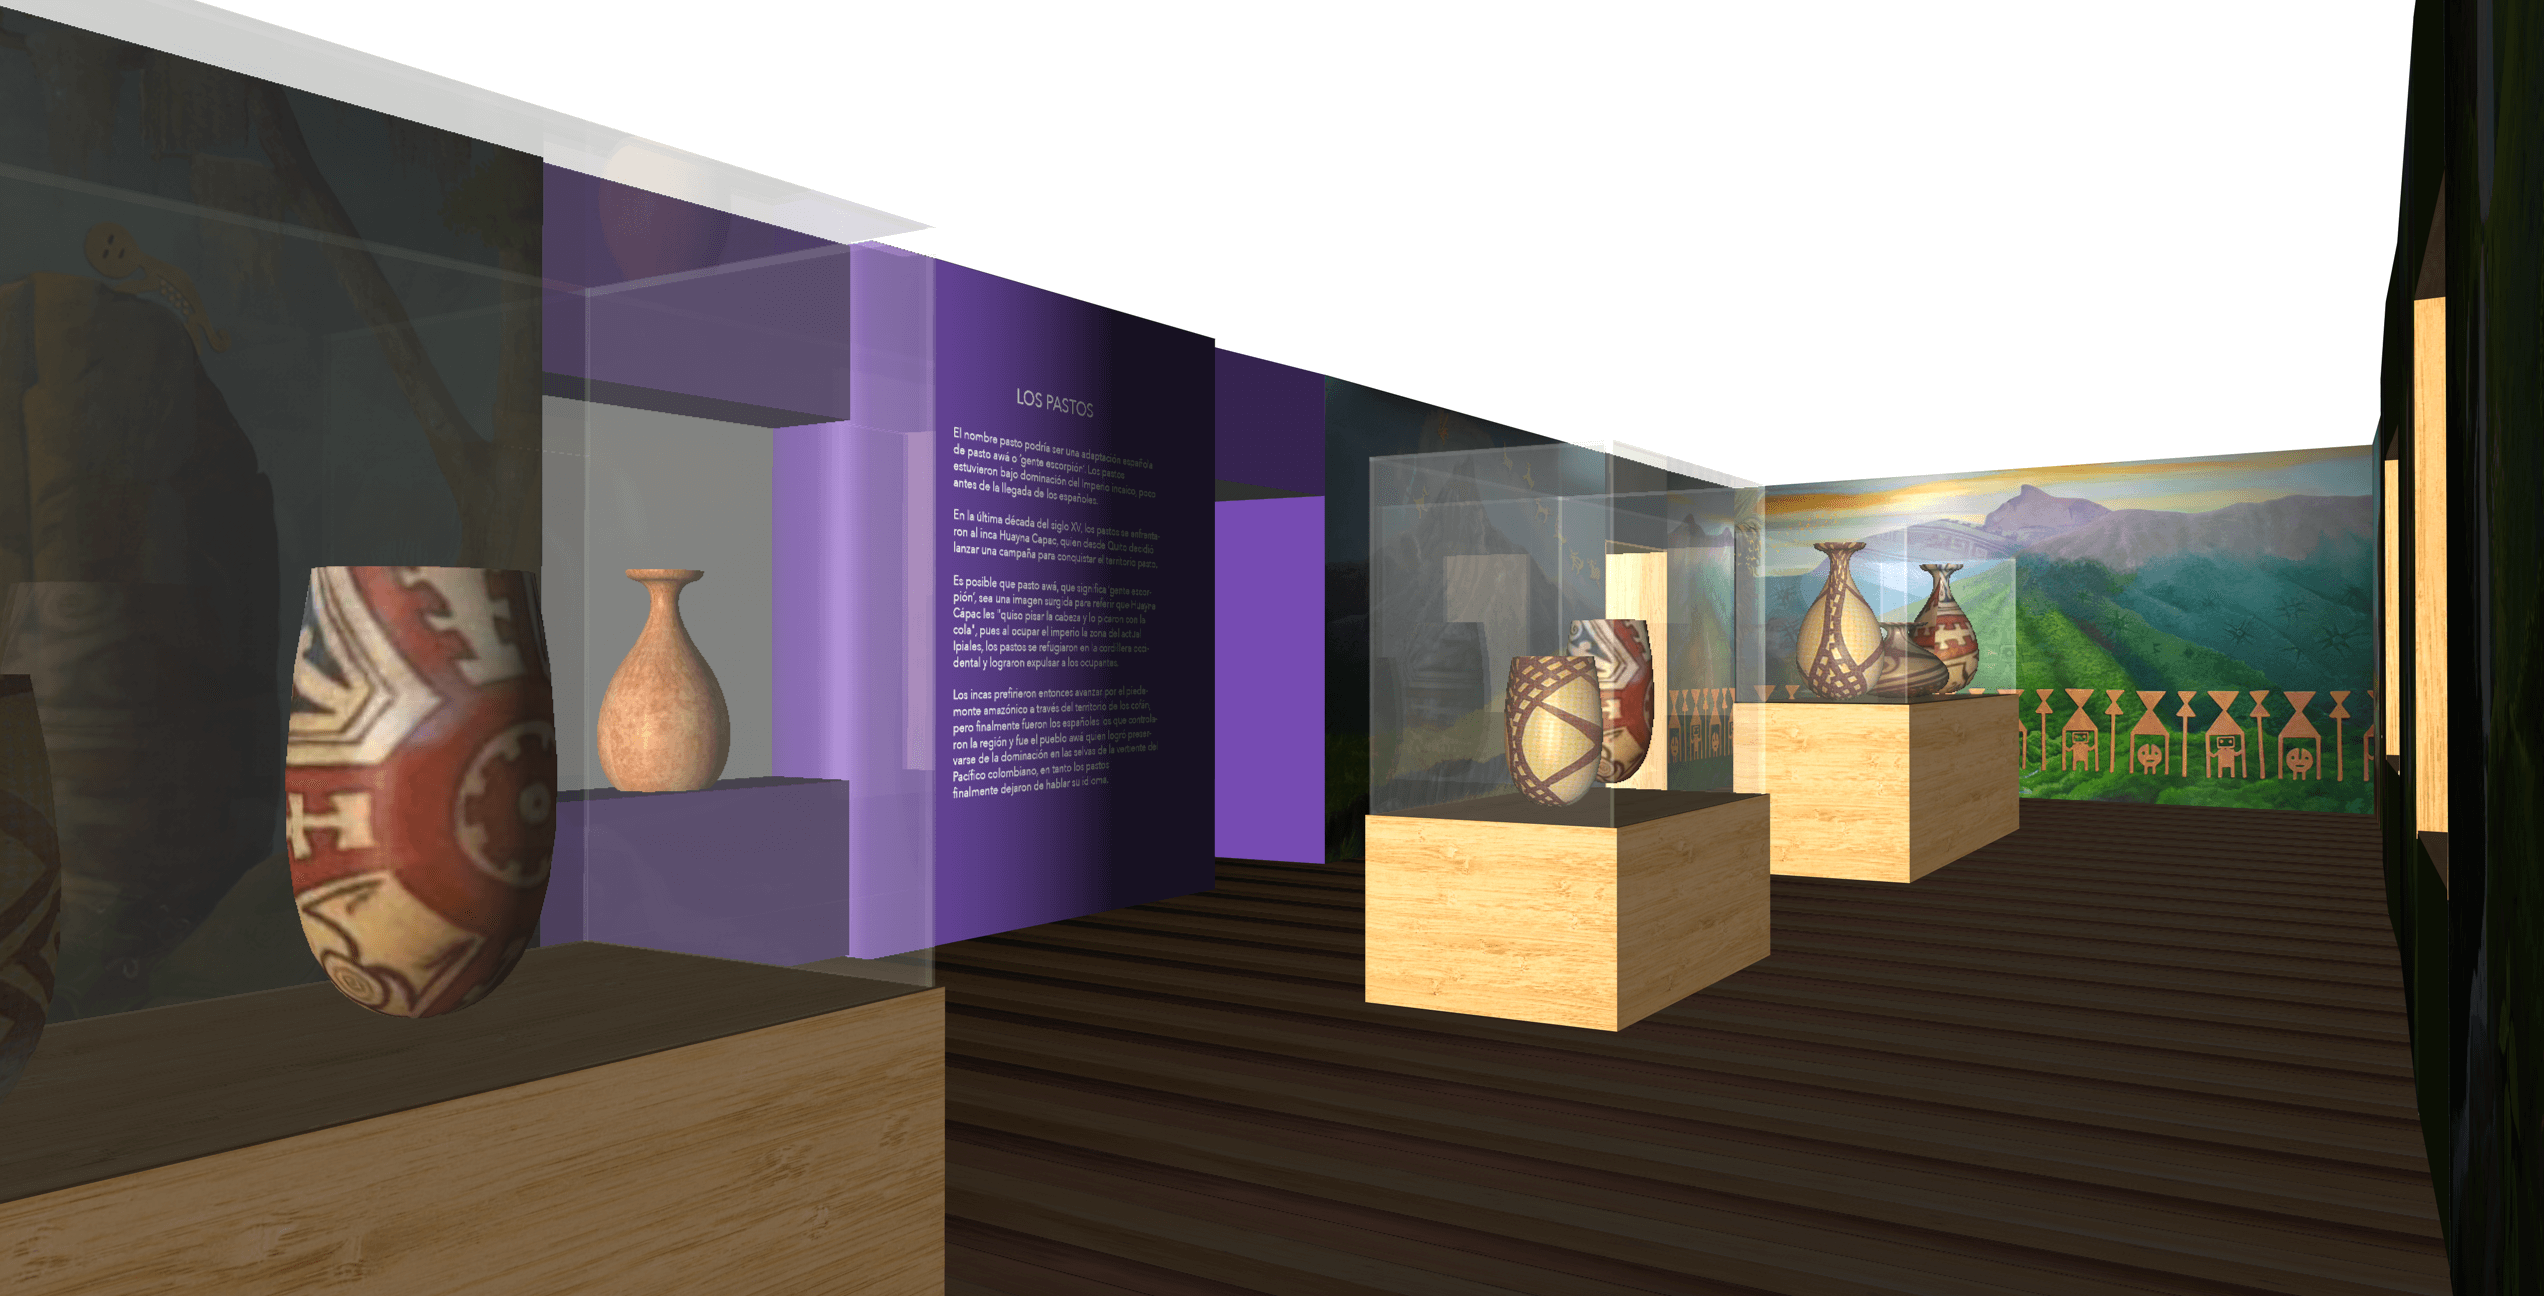 LOS PASTOS
El nombre pasto podría ser una adaptación española
de pasto awá o 'gente escorpión'. Los pastos
estuvieron bajo dominación del Imperio incaico, poco
antes de la llegada de los españoles.
En la última década del siglo XV, los pastos se enfrenta-
ron al inca Huayna Capac, quien desde Quito decidió
lanzar una campaña para conquistar el territorio pasto.
Es posible que pasto awá, que significa 'gente escor-
pión', sea una imagen surgida para referir que Huayna
Cápac les "quiso pisar la cabeza y lo picaron con la
cola", pues al ocupar el imperio la zona del actual
Ipiales, los pastos se refugiaron en la cordillera occi-
dental y lograron expulsar a los ocupantes.
Los incas prefirieron entonces avanzar por el piede-
monte amazónico a través del territorio de los cofán,
pero finalmente fueron los españoles los que controla-
ron la región y fue el pueblo awá quien logró preser-
varse de la dominación en las selvas de la vertiente del
Pacífico colombiano, en tanto los pastos
finalmente dejaron de hablar su idioma.